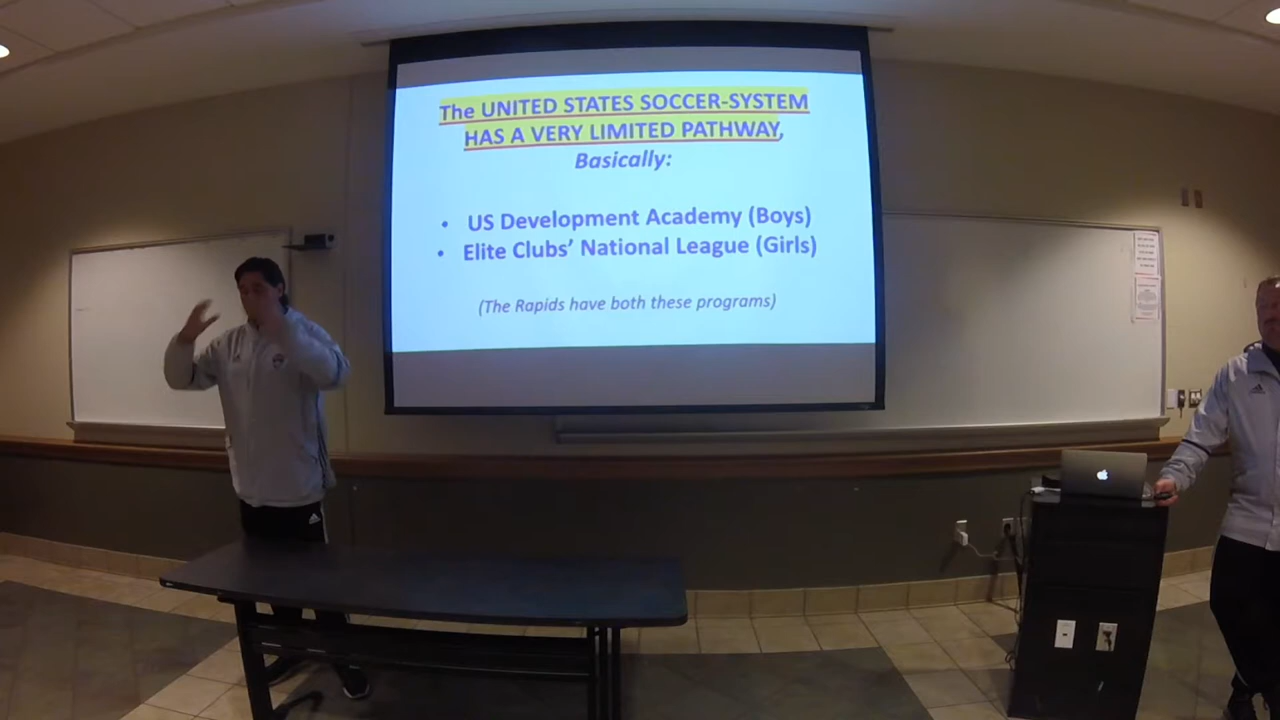 The UNITED STATES SOCCER-SYSTEM
HAS A VERY LIMITED PATHWAY,
Basically:
• US Development Academy (Boys)
• Elite Clubs' National League (Girls)
(The Rapids have both these programs)